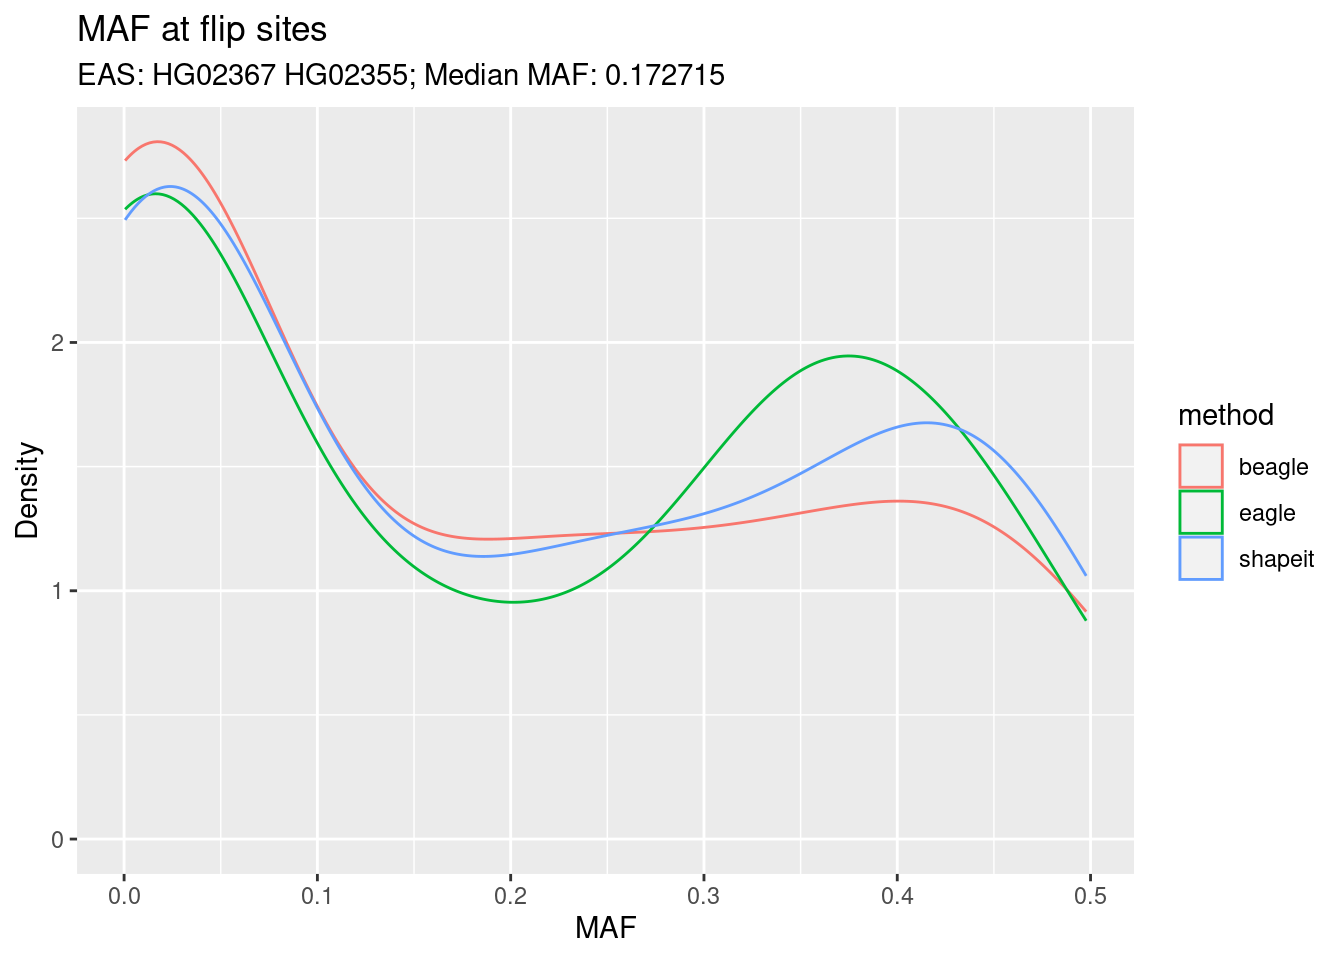 MAF at flip sites
EAS: HG02367 HG02355; Median MAF: 0.172715
Density
2
1
0
0.0 0.1 0.2 0.3 0.4 0.5
MAF
method
beagle
eagle
shapeit